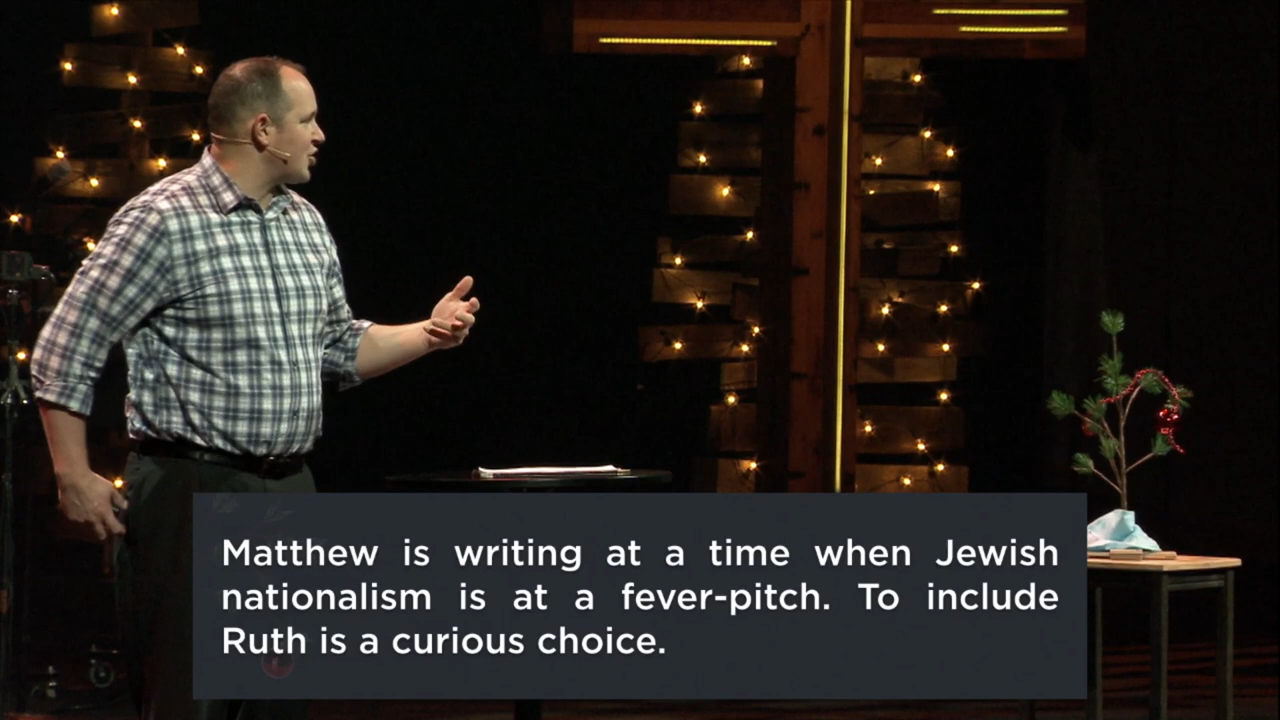 Matthew is writing at a time when Jewish
nationalism is at a fever-pitch. To include
Ruth is a curious choice.